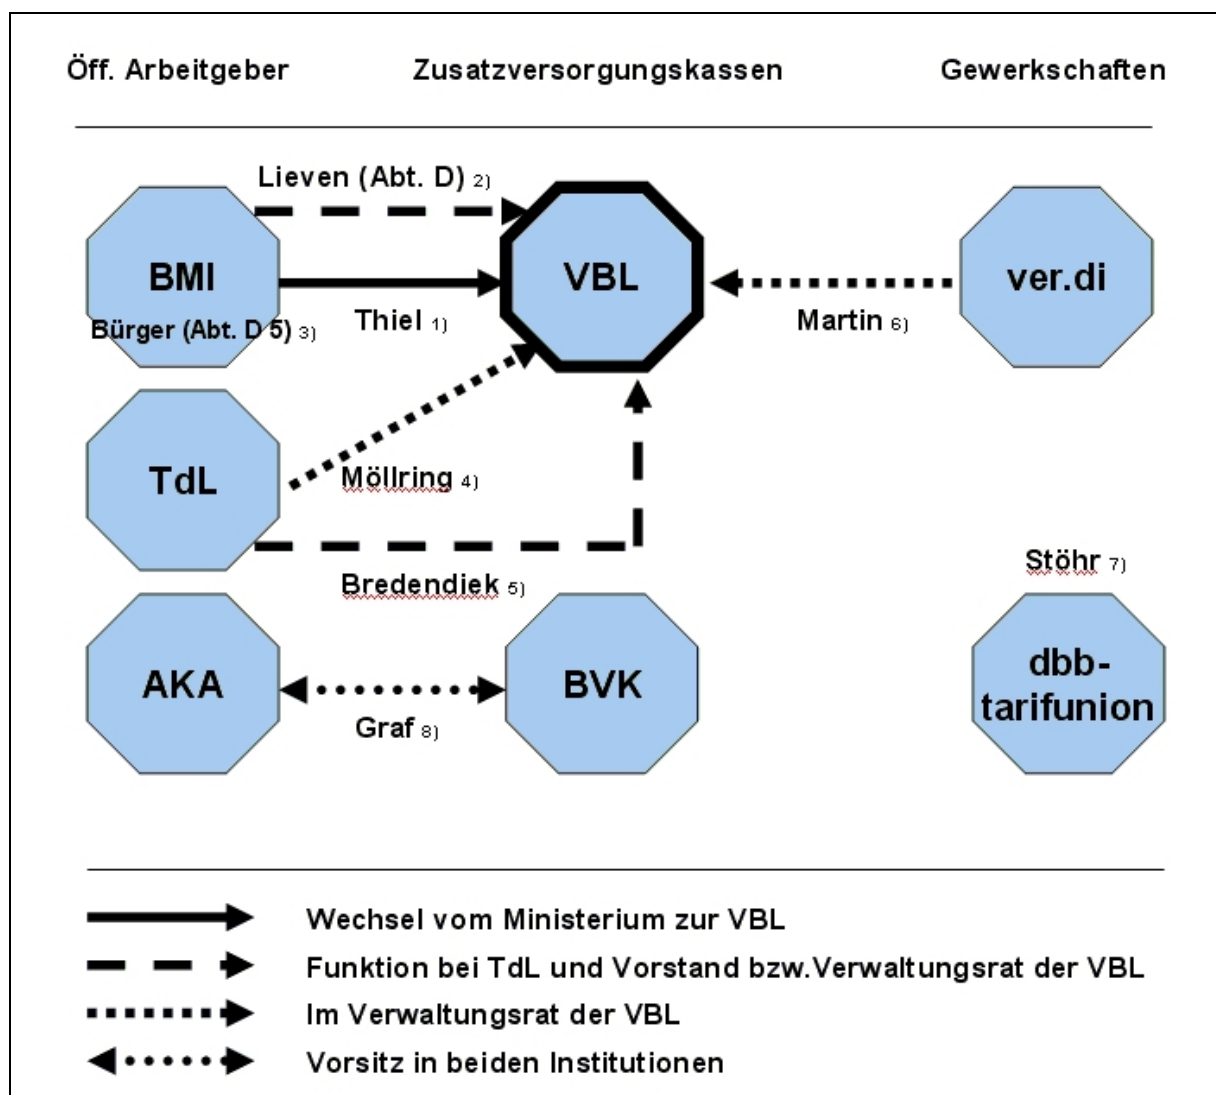 Öff. Arbeitgeber Zusatzversorgungskassen Gewerkschaften
Lieven (Abt. D) 2)
BMI VBL ver.di
Bürger (Abt. D 5) 3) Thiel 1) Martin 6)
TdL
Möllring 4)
Bredendiek 5)
Stöhr 7)
AKA BVK dbb-
tarifunion
Graf 8)
Wechsel vom Ministerium zur VBL
Funktion bei TdL und Vorstand bzw.Verwaltungsrat der VBL
Im Verwaltungsrat der VBL
Vorsitz in beiden Institutionen